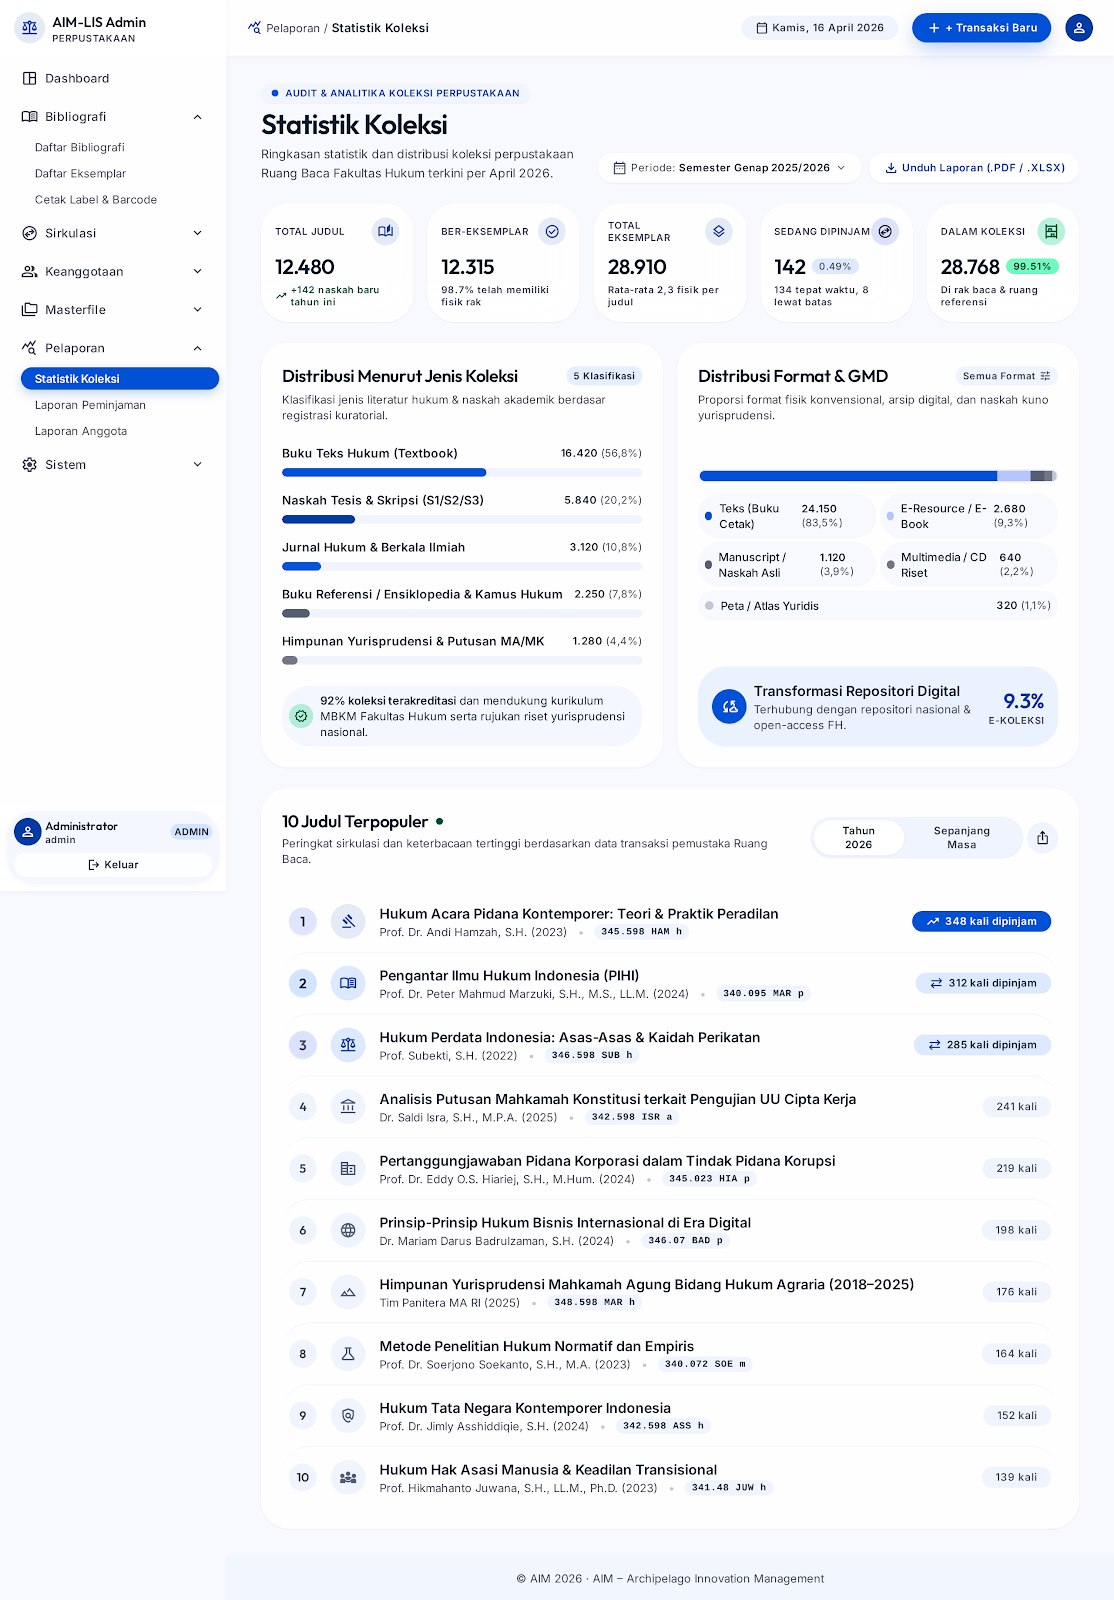 AIM-LIS Admin
PERPUSTAKAAN
Dashboard
Bibliografi
Daftar Bibliografi
Daftar Eksemplar
Cetak Label & Barcode
Sirkulasi
Keanggotaan
Masterfile
Pelaporan
Statistik Koleksi
Laporan Peminjaman
Laporan Anggota
Sistem
Administrator
admin
ADMIN
Keluar
Pelaporan / Statistik Koleksi
Kamis, 16 April 2026
+ Transaksi Baru
AUDIT & ANALITIKA KOLEKSI PERPUSTAKAAN
Statistik Koleksi
Ringkasan statistik dan distribusi koleksi perpustakaan
Ruang Baca Fakultas Hukum terkini per April 2026.
Periode: Semester Genap 2025/2026
Unduh Laporan (.PDF / .XLSX)
TOTAL JUDUL
12.480
+142 naskah baru
tahun ini
BER-EKSEMPLAR
12.315
98.7% telah memiliki
fisik rak
TOTAL
EKSEMPLAR
28.910
Rata-rata 2,3 fisik per
judul
SEDANG DIPINJAM
142 0.49%
134 tepat waktu, 8
lewat batas
DALAM KOLEKSI
28.768 99.51%
Di rak baca & ruang
referensi
Distribusi Menurut Jenis Koleksi
5 Klasifikasi
Klasifikasi jenis literatur hukum & naskah akademik berdasar
registrasi kuratorial.
Buku Teks Hukum (Textbook) 16.420 (56,8%)
Naskah Tesis & Skripsi (S1/S2/S3) 5.840 (20,2%)
Jurnal Hukum & Berkala Ilmiah 3.120 (10,8%)
Buku Referensi / Ensiklopedia & Kamus Hukum 2.250 (7,8%)
Himpunan Yurisprudensi & Putusan MA/MK 1.280 (4,4%)
92% koleksi terakreditasi dan mendukung kurikulum
MBKM Fakultas Hukum serta rujukan riset yurisprudensi
nasional.
Distribusi Format & GMD
Semua Format
Proporsi format fisik konvensional, arsip digital, dan naskah kuno
yurisprudensi.
Teks (Buku
Cetak)
24.150
(83,5%)
E-Resource / E-
Book
2.680
(9,3%)
Manuscript /
Naskah Asli
1.120
(3,9%)
Multimedia / CD
Riset
640
(2,2%)
Peta / Atlas Yuridis 320 (1,1%)
Transformasi Repositori Digital
Terhubung dengan repositori nasional &
open-access FH.
9.3%
E-KOLEKSI
10 Judul Terpopuler
Peringkat sirkulasi dan keterbacaan tertinggi berdasarkan data transaksi pemustaka Ruang
Baca.
Tahun
2026
Sepanjang
Masa
1
Hukum Acara Pidana Kontemporer: Teori & Praktik Peradilan
Prof. Dr. Andi Hamzah, S.H. (2023) • 345.598 HAM h
348 kali dipinjam
2
Pengantar Ilmu Hukum Indonesia (PIHI)
Prof. Dr. Peter Mahmud Marzuki, S.H., M.S., LL.M. (2024) • 340.095 MAR p
312 kali dipinjam
3
Hukum Perdata Indonesia: Asas-Asas & Kaidah Perikatan
Prof. Subekti, S.H. (2022) • 346.598 SUB h
285 kali dipinjam
4
Analisis Putusan Mahkamah Konstitusi terkait Pengujian UU Cipta Kerja
Dr. Saldi Isra, S.H., M.P.A. (2025) • 342.598 ISR a
241 kali
5
Pertanggungjawaban Pidana Korporasi dalam Tindak Pidana Korupsi
Prof. Dr. Eddy O.S. Hiariej, S.H., M.Hum. (2024) • 345.023 HIA p
219 kali
6
Prinsip-Prinsip Hukum Bisnis Internasional di Era Digital
Dr. Mariam Darus Badrulzaman, S.H. (2024) • 346.07 BAD p
198 kali
7
Himpunan Yurisprudensi Mahkamah Agung Bidang Hukum Agraria (2018–2025)
Tim Panitera MA RI (2025) • 348.598 MAR h
176 kali
8
Metode Penelitian Hukum Normatif dan Empiris
Prof. Dr. Soerjono Soekanto, S.H., M.A. (2023) • 340.072 SOE m
164 kali
9
Hukum Tata Negara Kontemporer Indonesia
Prof. Dr. Jimly Asshiddiqie, S.H. (2024) • 342.598 ASS h
152 kali
10
Hukum Hak Asasi Manusia & Keadilan Transisional
Prof. Hikmahanto Juwana, S.H., LL.M., Ph.D. (2023) • 341.48 JUW h
139 kali
© AIM 2026 · AIM – Archipelago Innovation Management